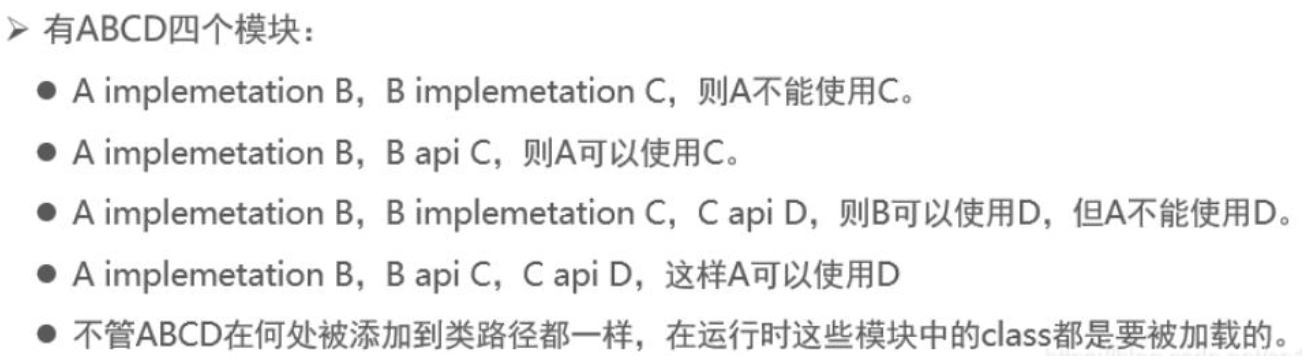 ➢ 有ABCD四个模块：
● A implemetation B，B implemetation C，则A不能使用C。
● A implemetation B，B api C，则A可以使用C。
● A implemetation B，B implemetation C，C api D，则B可以使用D，但A不能使用D。
● A implemetation B，B api C，C api D，这样A可以使用D
● 不管ABCD在何处被添加到类路径都一样，在运行时这些模块中的class都是要被加载的。